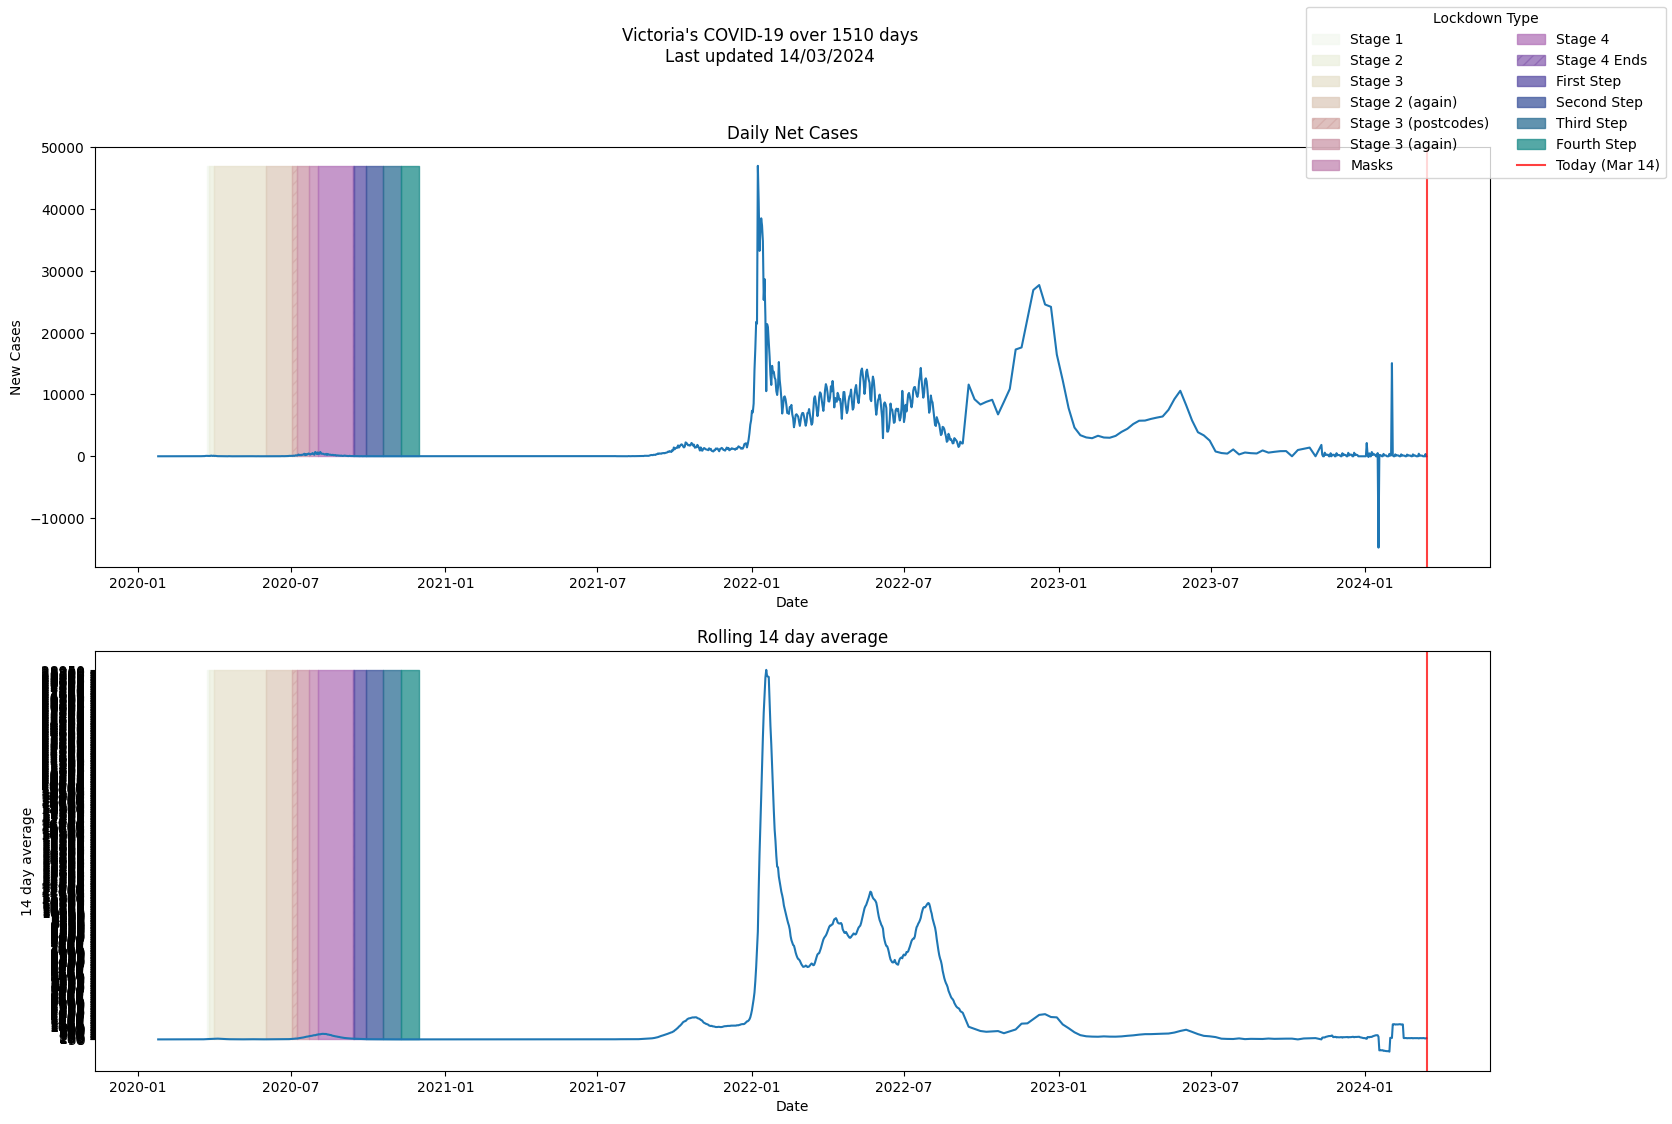 Victoria's COVID-19 over 1510 days
Last updated 14/03/2024
Lockdown Type
Stage 1
Stage 2
Stage 3
Stage 2 (again)
Stage 3 (postcodes)
Stage 3 (again)
Masks
Stage 4
Stage 4 Ends
First Step
Second Step
Third Step
Fourth Step
Today (Mar 14)
Daily Net Cases
New Cases
50000
40000
30000
20000
10000
0
−10000
2020-01
2020-07
2021-01
2021-07
2022-01
2022-07
2023-01
2023-07
2024-01
Date
Rolling 14 day average
14 day average
2020-01
2020-07
2021-01
2021-07
2022-01
2022-07
2023-01
2023-07
2024-01
Date